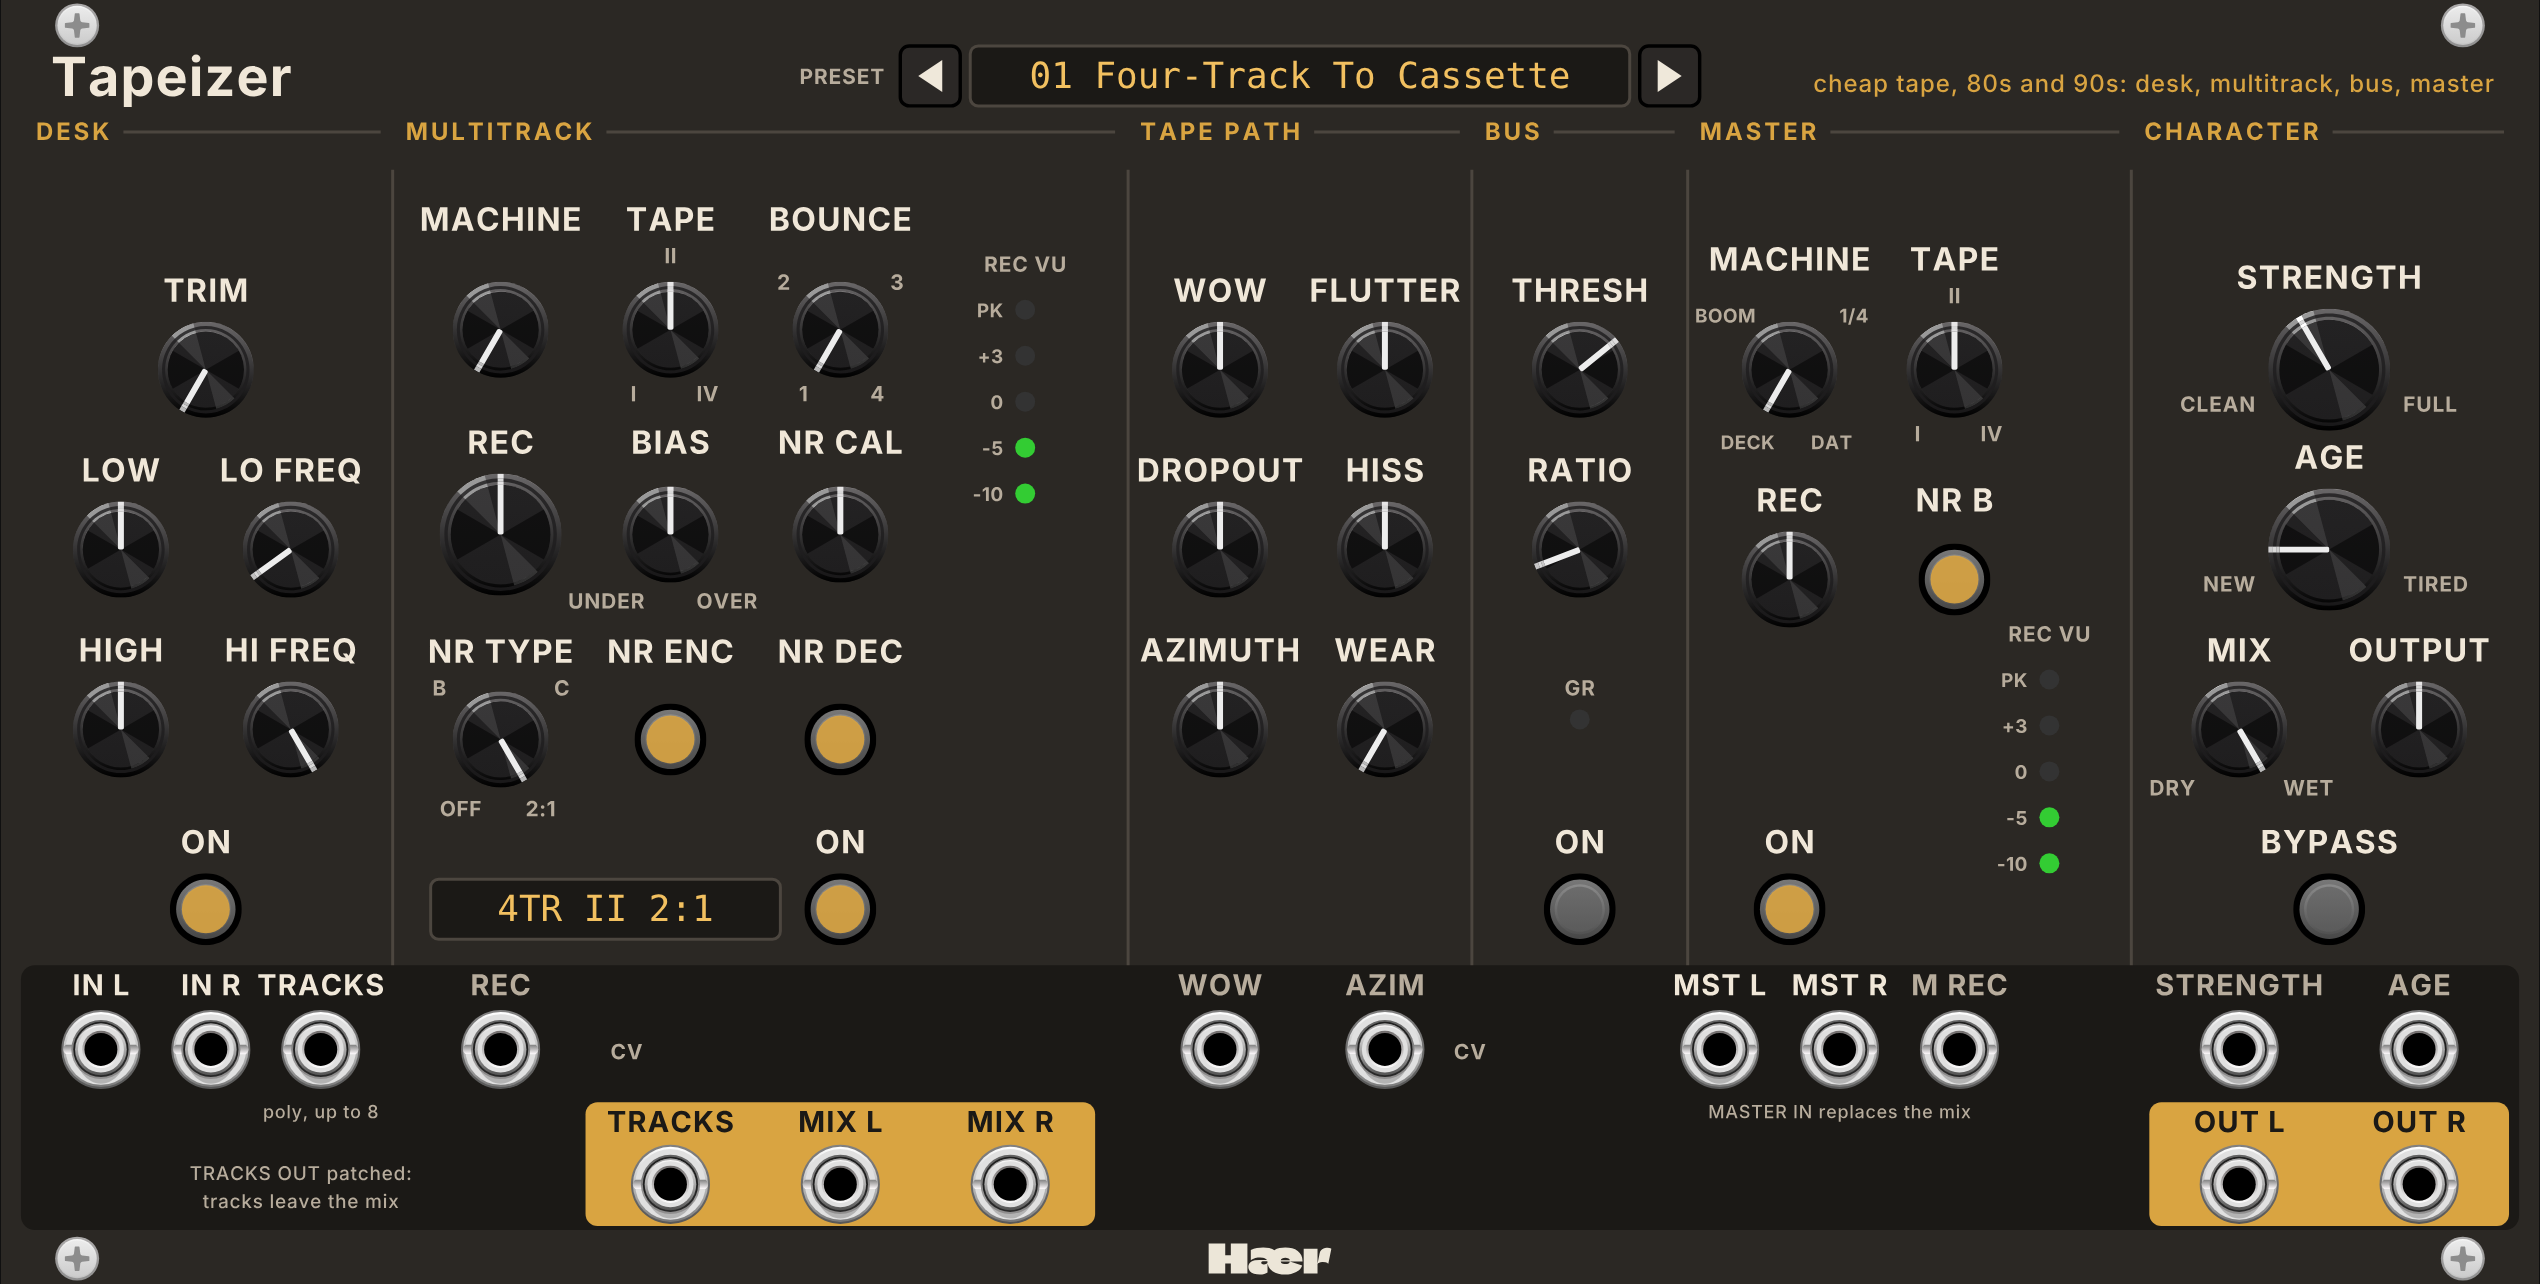 Tapeizer
PRESET
01 Four-Track To Cassette
cheap tape, 80s and 90s: desk, multitrack, bus, master
DESK
MULTITRACK
TAPE PATH
BUS
MASTER
CHARACTER
TRIM
LOW
LO FREQ
HIGH
HI FREQ
ON
MACHINE
TAPE
BOUNCE
II
2
3
I
IV
1
4
REC VU
PK
+3
0
-5
-10
REC
BIAS
NR CAL
UNDER
OVER
NR TYPE
NR ENC
NR DEC
B
C
OFF
2:1
ON
4TR II 2:1
WOW
FLUTTER
DROPOUT
HISS
AZIMUTH
WEAR
THRESH
RATIO
GR
ON
MACHINE
TAPE
II
BOOM
1/4
DECK
DAT
I
IV
REC
NR B
REC VU
PK
+3
0
-5
-10
ON
STRENGTH
CLEAN
FULL
AGE
NEW
TIRED
MIX
OUTPUT
DRY
WET
BYPASS
IN L
IN R
TRACKS
REC
WOW
AZIM
MST L
MST R
M REC
STRENGTH
AGE
CV
CV
poly, up to 8
MASTER IN replaces the mix
TRACKS
MIX L
MIX R
OUT L
OUT R
TRACKS OUT patched:
tracks leave the mix
Hær